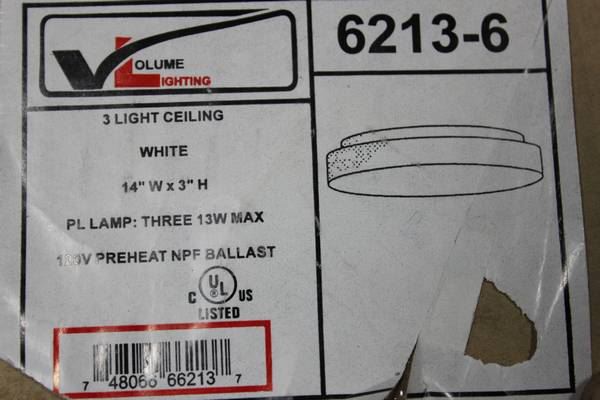 VOLUME
LIGHTING
6213-6
3 LIGHT CEILING
WHITE
14" W x 3" H
PL LAMP: THREE 13W MAX
120V PREHEAT NPF BALLAST
C UL ® US
LISTED
7 48066 66213 7